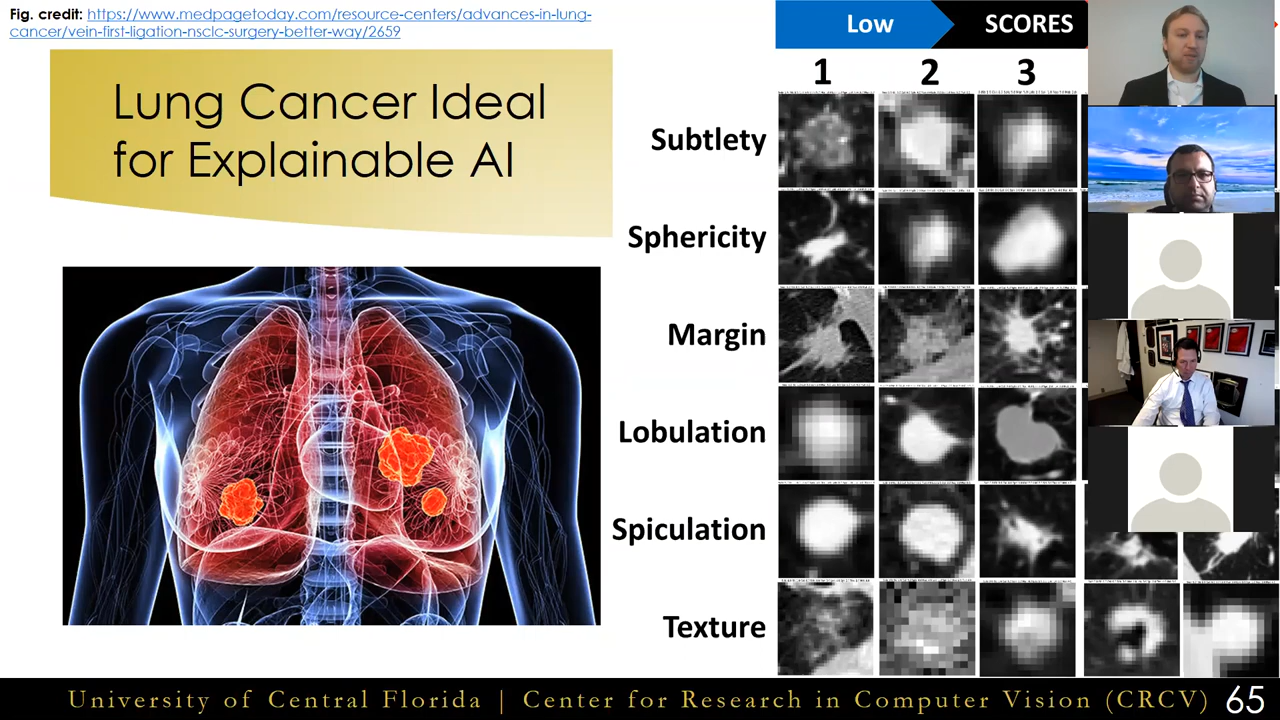 Fig. credit: https://www.medpagetoday.com/resource-centers/advances-in-lung-
cancer/vein-first-ligation-nsclc-surgery-better-way/2659
Lung Cancer Ideal
for Explainable AI
Low SCORES
1 2 3
Subtlety
Sphericity
Margin
Lobulation
Spiculation
Texture
University of Central Florida | Center for Research in Computer Vision (CRCV) 65